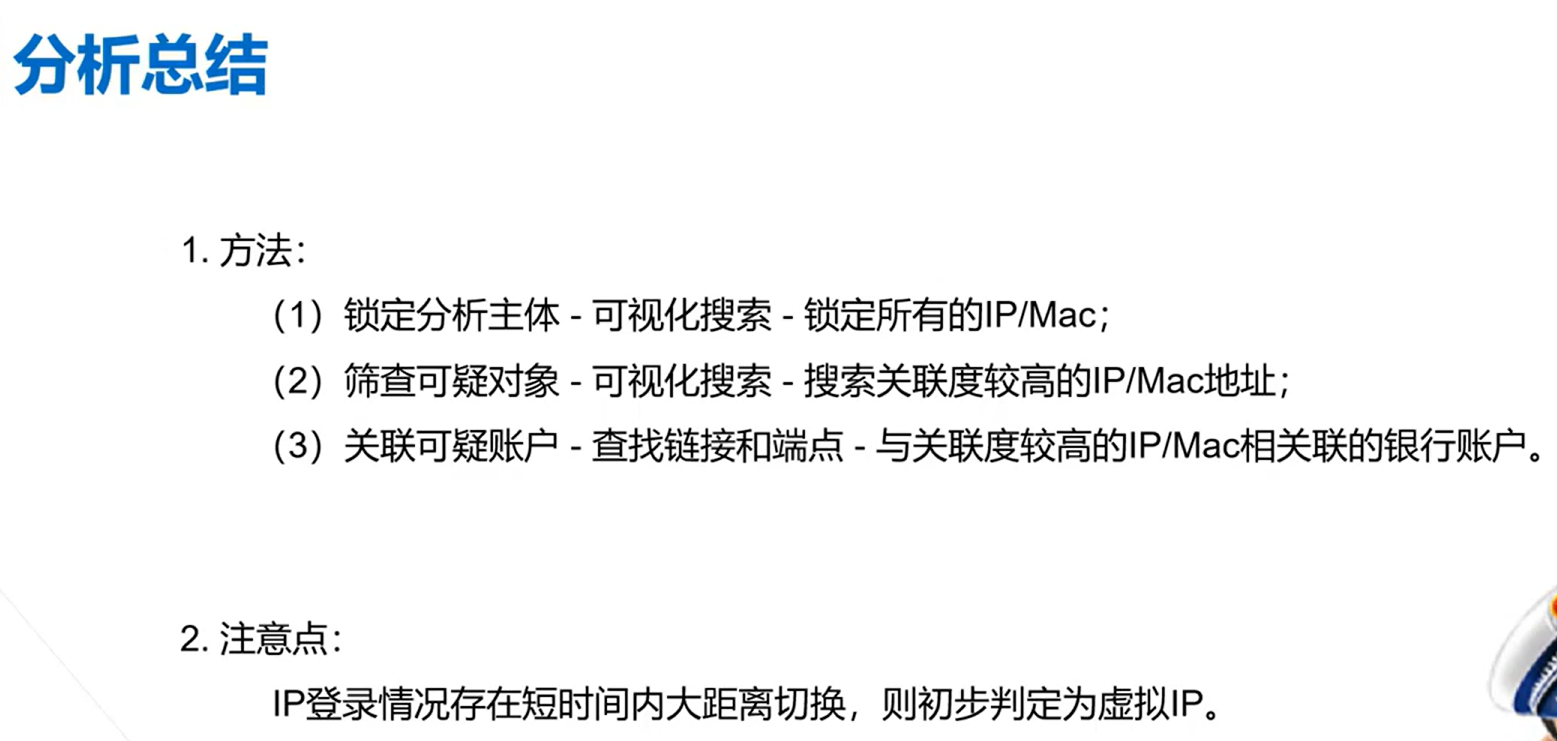 分析总结
1. 方法：
（1）锁定分析主体 - 可视化搜索 - 锁定所有的IP/Mac；
（2）筛查可疑对象 - 可视化搜索 - 搜索关联度较高的IP/Mac地址；
（3）关联可疑账户 - 查找链接和端点 - 与关联度较高的IP/Mac相关联的银行账户。
2. 注意点：
IP登录情况存在短时间内大距离切换，则初步判定为虚拟IP。